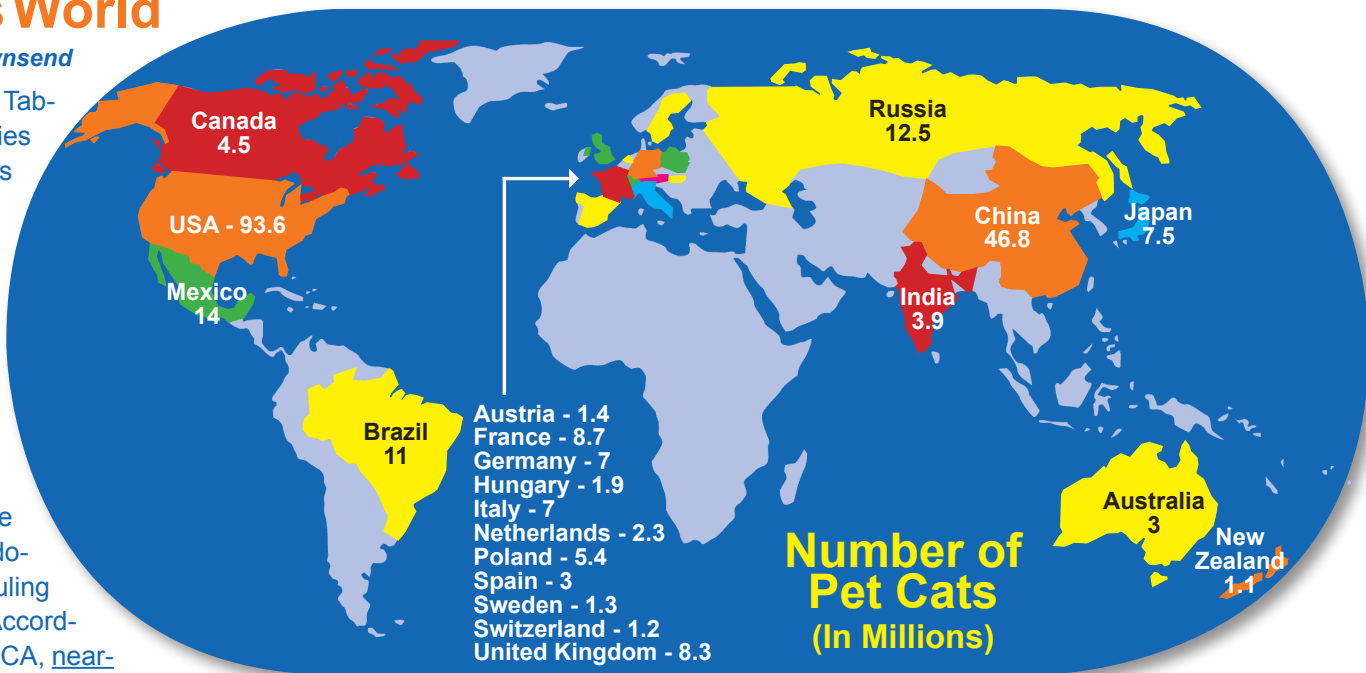 s World
wnsend
Tab-
ies
s
e
do-
uling
Accord-
CA, near-
Canada
4.5
USA - 93.6
Mexico
14
Brazil
11
Russia
12.5
China
46.8
Japan
7.5
India
3.9
Australia
3
New
Zealand
1.1
Austria - 1.4
France - 8.7
Germany - 7
Hungary - 1.9
Italy - 7
Netherlands - 2.3
Poland - 5.4
Spain - 3
Sweden - 1.3
Switzerland - 1.2
United Kingdom - 8.3
Number of
Pet Cats
(In Millions)